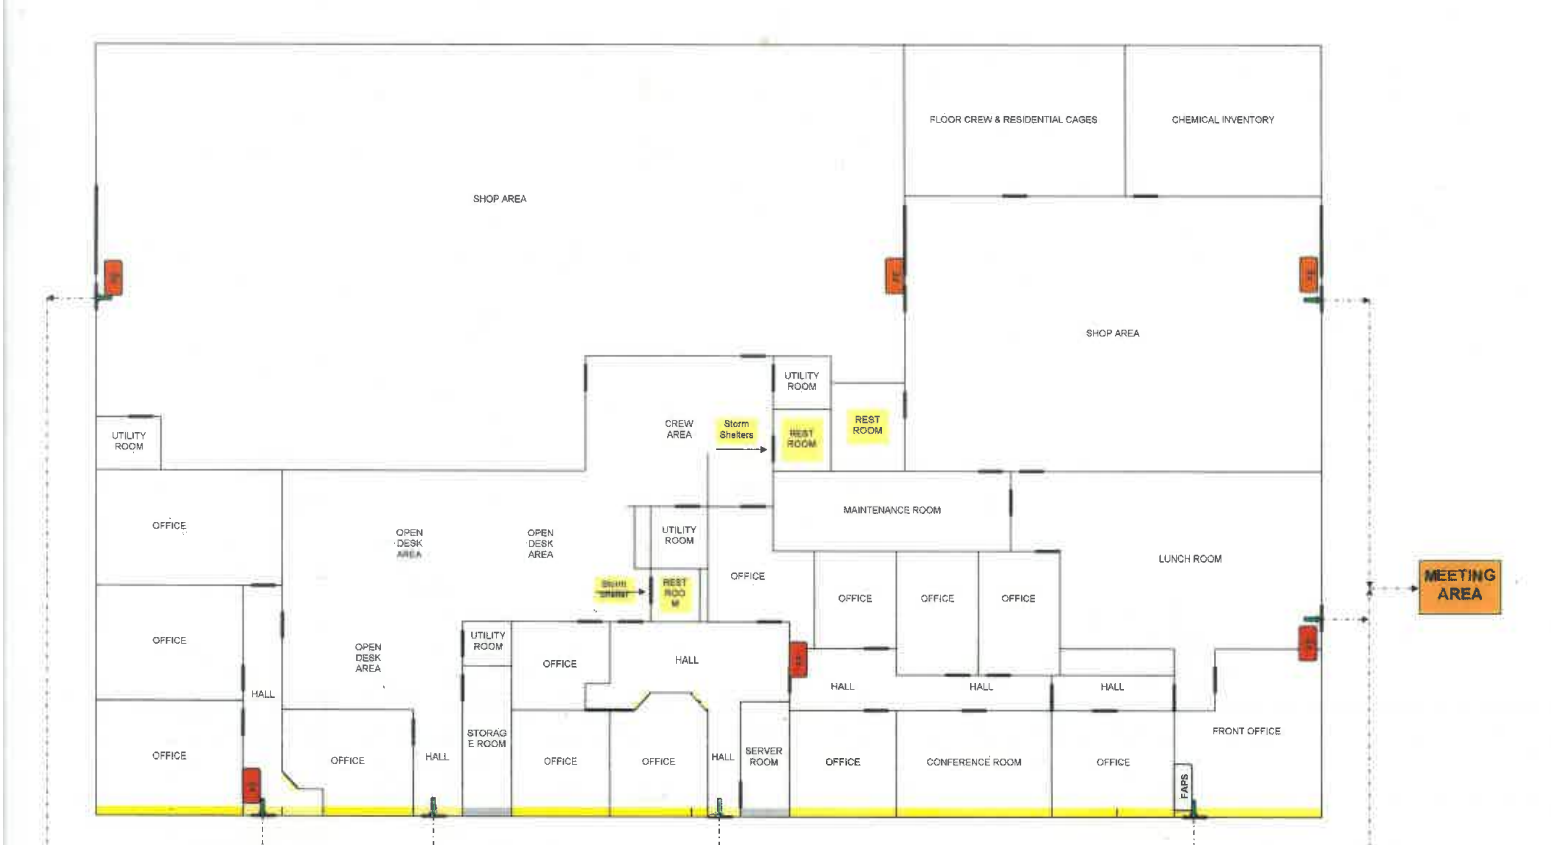 FLOOR CREW & RESIDENTIAL CAGES
CHEMICAL INVENTORY
SHOP AREA
SHOP AREA
UTILITY
ROOM
REST
ROOM
CREW
AREA
Storm
Shelters
REST
ROOM
UTILITY
ROOM
MAINTENANCE ROOM
OFFICE
OPEN
DESK
AREA
OPEN
DESK
AREA
UTILITY
ROOM
LUNCH ROOM
OFFICE
Storm
Shelter
REST
ROO
M
OFFICE
OFFICE
OFFICE
MEETING
AREA
OFFICE
UTILITY
ROOM
OPEN
DESK
AREA
OFFICE
HALL
HALL
HALL
HALL
HALL
OFFICE
OFFICE
HALL
STORAG
E ROOM
OFFICE
OFFICE
HALL
SERVER
ROOM
OFFICE
CONFERENCE ROOM
OFFICE
FRONT OFFICE
FAPS